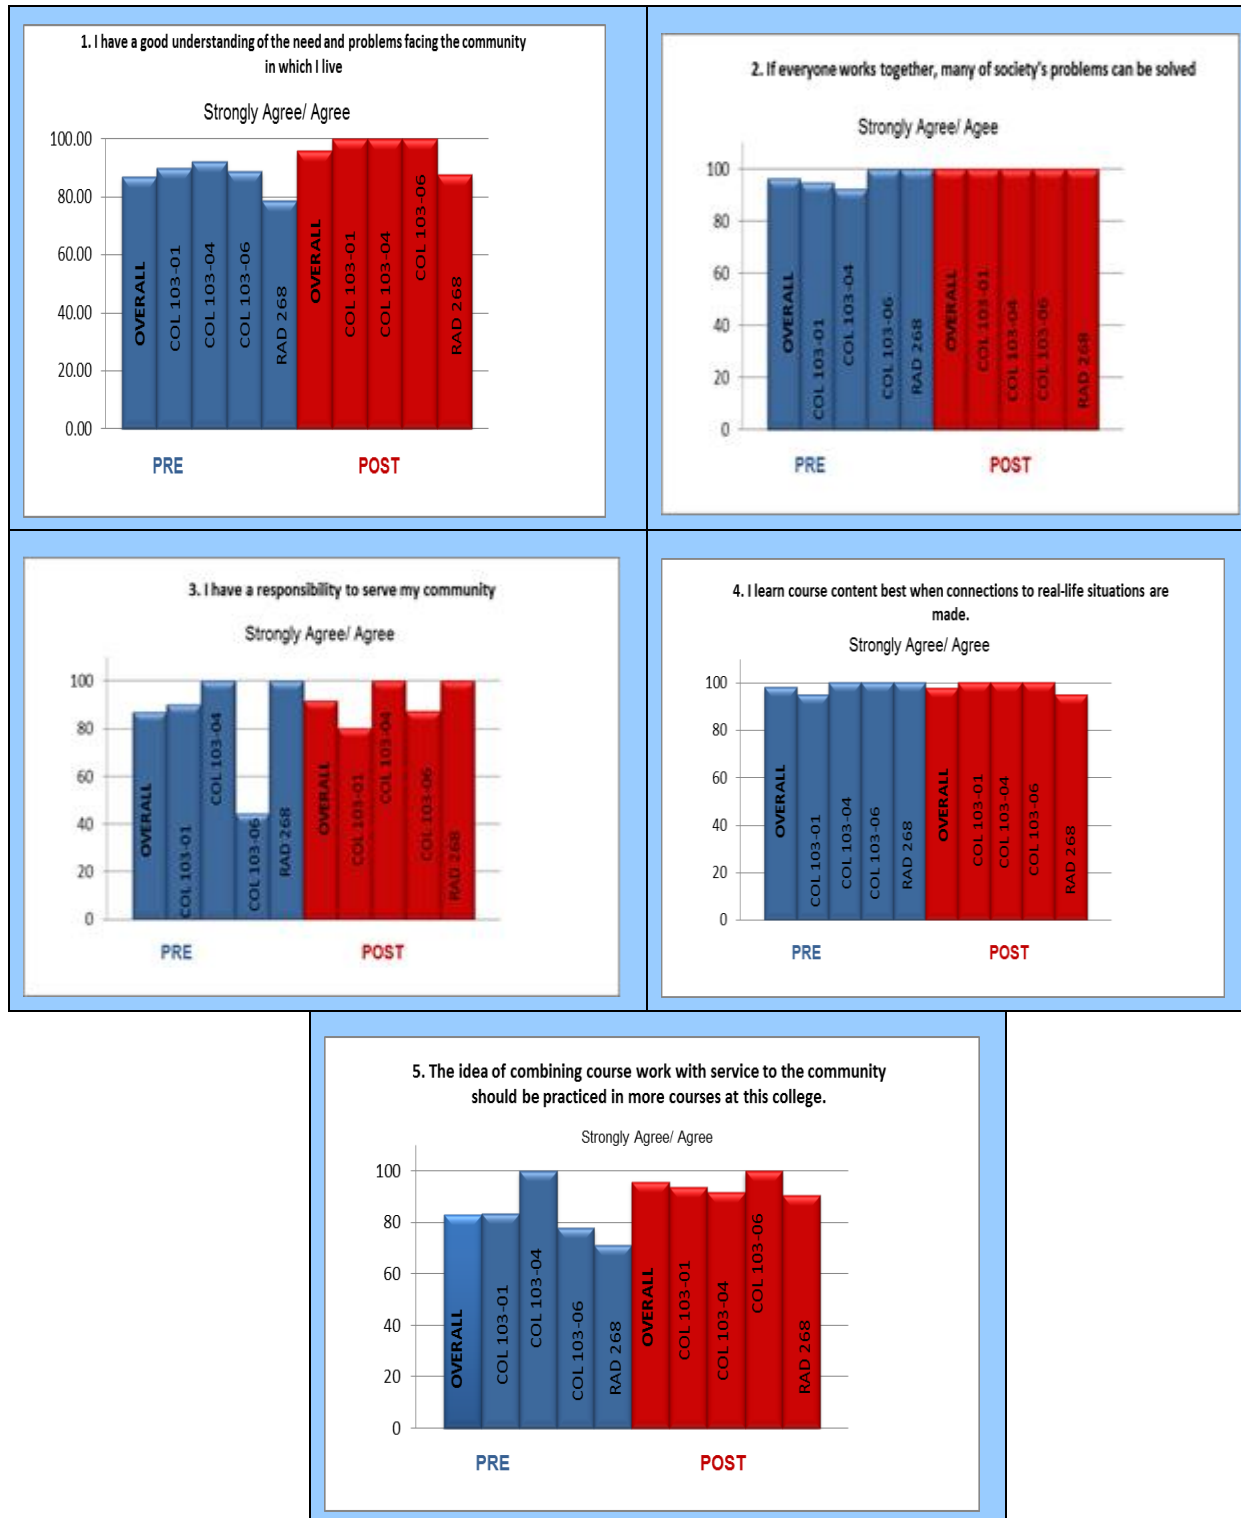 1. I have a good understanding of the need and problems facing the community
in which I live
Strongly Agree/ Agree
100.00
80.00
60.00
40.00
20.00
0.00
OVERALL
COL 103-01
COL 103-04
COL 103-06
RAD 268
OVERALL
COL 103-01
COL 103-04
COL 103-06
RAD 268
PRE
POST
2. If everyone works together, many of society's problems can be solved
Strongly Agree/ Agee
100
80
60
40
20
0
OVERALL
COL 103-01
COL 103-04
COL 103-06
RAD 268
OVERALL
COL 103-01
COL 103-04
COL 103-06
RAD 268
PRE
POST
3. I have a responsibility to serve my community
Strongly Agree/ Agree
100
80
60
40
20
0
OVERALL
COL 103-01
COL 103-04
COL 103-06
RAD 268
OVERALL
COL 103-01
COL 103-04
COL 103-06
RAD 268
PRE
POST
4. I learn course content best when connections to real-life situations are
made.
Strongly Agree/ Agree
100
80
60
40
20
0
OVERALL
COL 103-01
COL 103-04
COL 103-06
RAD 268
OVERALL
COL 103-01
COL 103-04
COL 103-06
RAD 268
PRE
POST
5. The idea of combining course work with service to the community
should be practiced in more courses at this college.
Strongly Agree/ Agree
100
80
60
40
20
0
OVERALL
COL 103-01
COL 103-04
COL 103-06
RAD 268
OVERALL
COL 103-01
COL 103-04
COL 103-06
RAD 268
PRE
POST